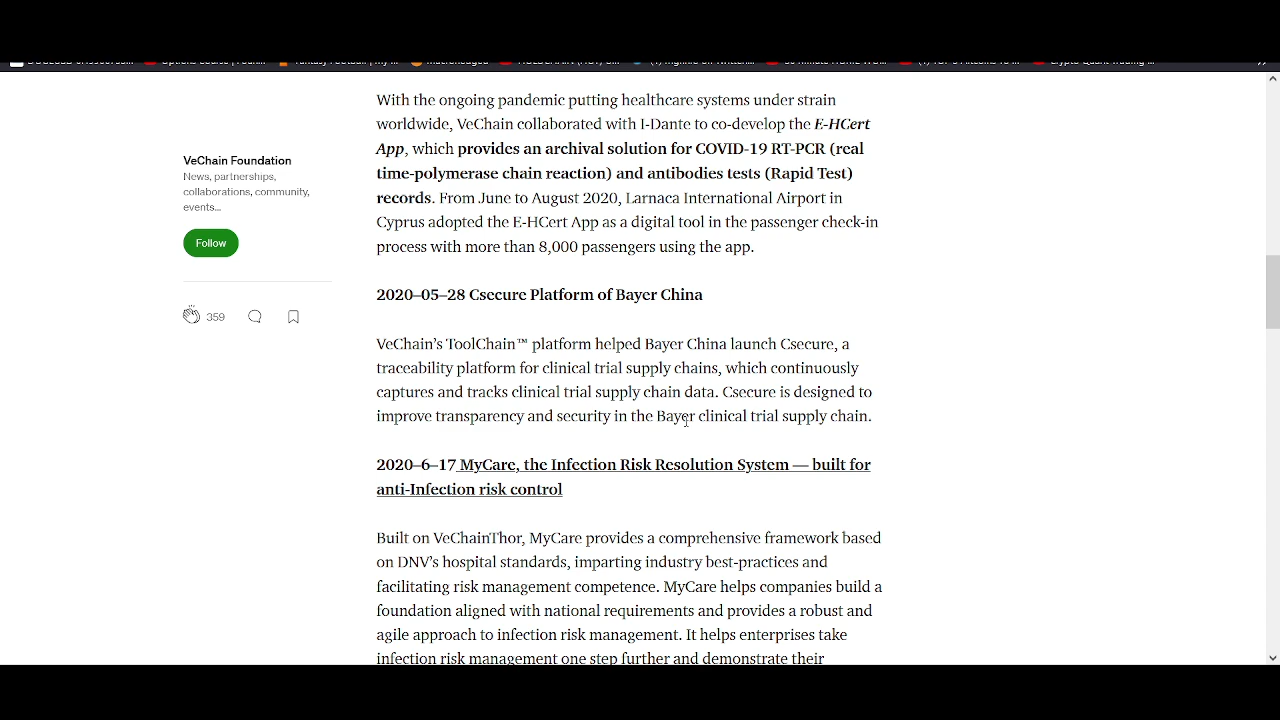 With the ongoing pandemic putting healthcare systems under strain
worldwide, VeChain collaborated with I-Dante to co-develop the E-HCert
App, which provides an archival solution for COVID-19 RT-PCR (real
time-polymerase chain reaction) and antibodies tests (Rapid Test)
records. From June to August 2020, Larnaca International Airport in
Cyprus adopted the E-HCert App as a digital tool in the passenger check-in
process with more than 8,000 passengers using the app.
VeChain Foundation
News, partnerships,
collaborations, community,
events...
Follow
359
2020–05–28 Csecure Platform of Bayer China
VeChain’s ToolChain™ platform helped Bayer China launch Csecure, a
traceability platform for clinical trial supply chains, which continuously
captures and tracks clinical trial supply chain data. Csecure is designed to
improve transparency and security in the Bayer clinical trial supply chain.
2020–6–17 MyCare, the Infection Risk Resolution System — built for
anti-Infection risk control
Built on VeChainThor, MyCare provides a comprehensive framework based
on DNV’s hospital standards, imparting industry best-practices and
facilitating risk management competence. MyCare helps companies build a
foundation aligned with national requirements and provides a robust and
agile approach to infection risk management. It helps enterprises take
infection risk management one step further and demonstrate their